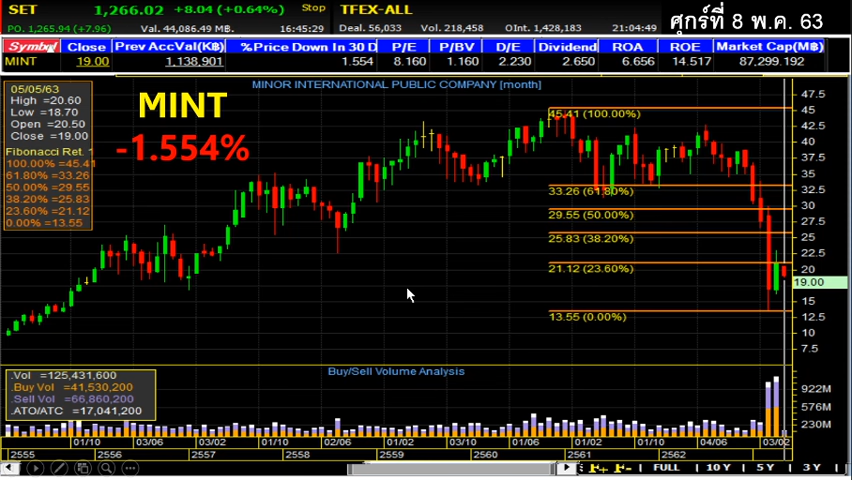 SET 1,266.02 +8.04 (+0.64%) Stop TFEX-ALL
ศุกร์ที่ 8 พ.ค. 63
PO. 1,265.94 (+7.96) Val. 44,086.49 M฿. 16:45:29 Deal. 56,033 Vol. 218,458 OInt. 1,428,183 21:04:49
Symbol Close Prev AccVal(K฿) %Price Down In 30 D P/E P/BV D/E Dividend ROA ROE Market Cap(M฿)
MINT 19.00 1,138,901 1.554 8.160 1.160 2.230 2.650 6.656 14.517 87,299.192
MINOR INTERNATIONAL PUBLIC COMPANY [month]
05/05/63
High =20.60
Low =18.70
Open =20.50
Close =19.00
Fibonacci Ret. 1
100.00% =45.41
61.80% =33.26
50.00% =29.55
38.20% =25.83
23.60% =21.12
0.00% =13.55
MINT
-1.554%
45.41 (100.00%)
33.26 (61.80%)
29.55 (50.00%)
25.83 (38.20%)
21.12 (23.60%)
13.55 (0.00%)
47.5
45
42.5
40
37.5
35
32.5
30
27.5
25
22.5
20
19.00
15
12.5
10
7.5
Buy/Sell Volume Analysis
.Vol =125,431,600
.Buy Vol =41,530,200
.Sell Vol =66,860,200
.ATO/ATC =17,041,200
922M
576M
230M
01/10 03/06 03/02 01/10 02/06 01/02 03/10 01/06 01/02 01/10 04/06 03/02
2555 2556 2557 2558 2559 2560 2561 2562
FULL 10 Y 5 Y 3 Y